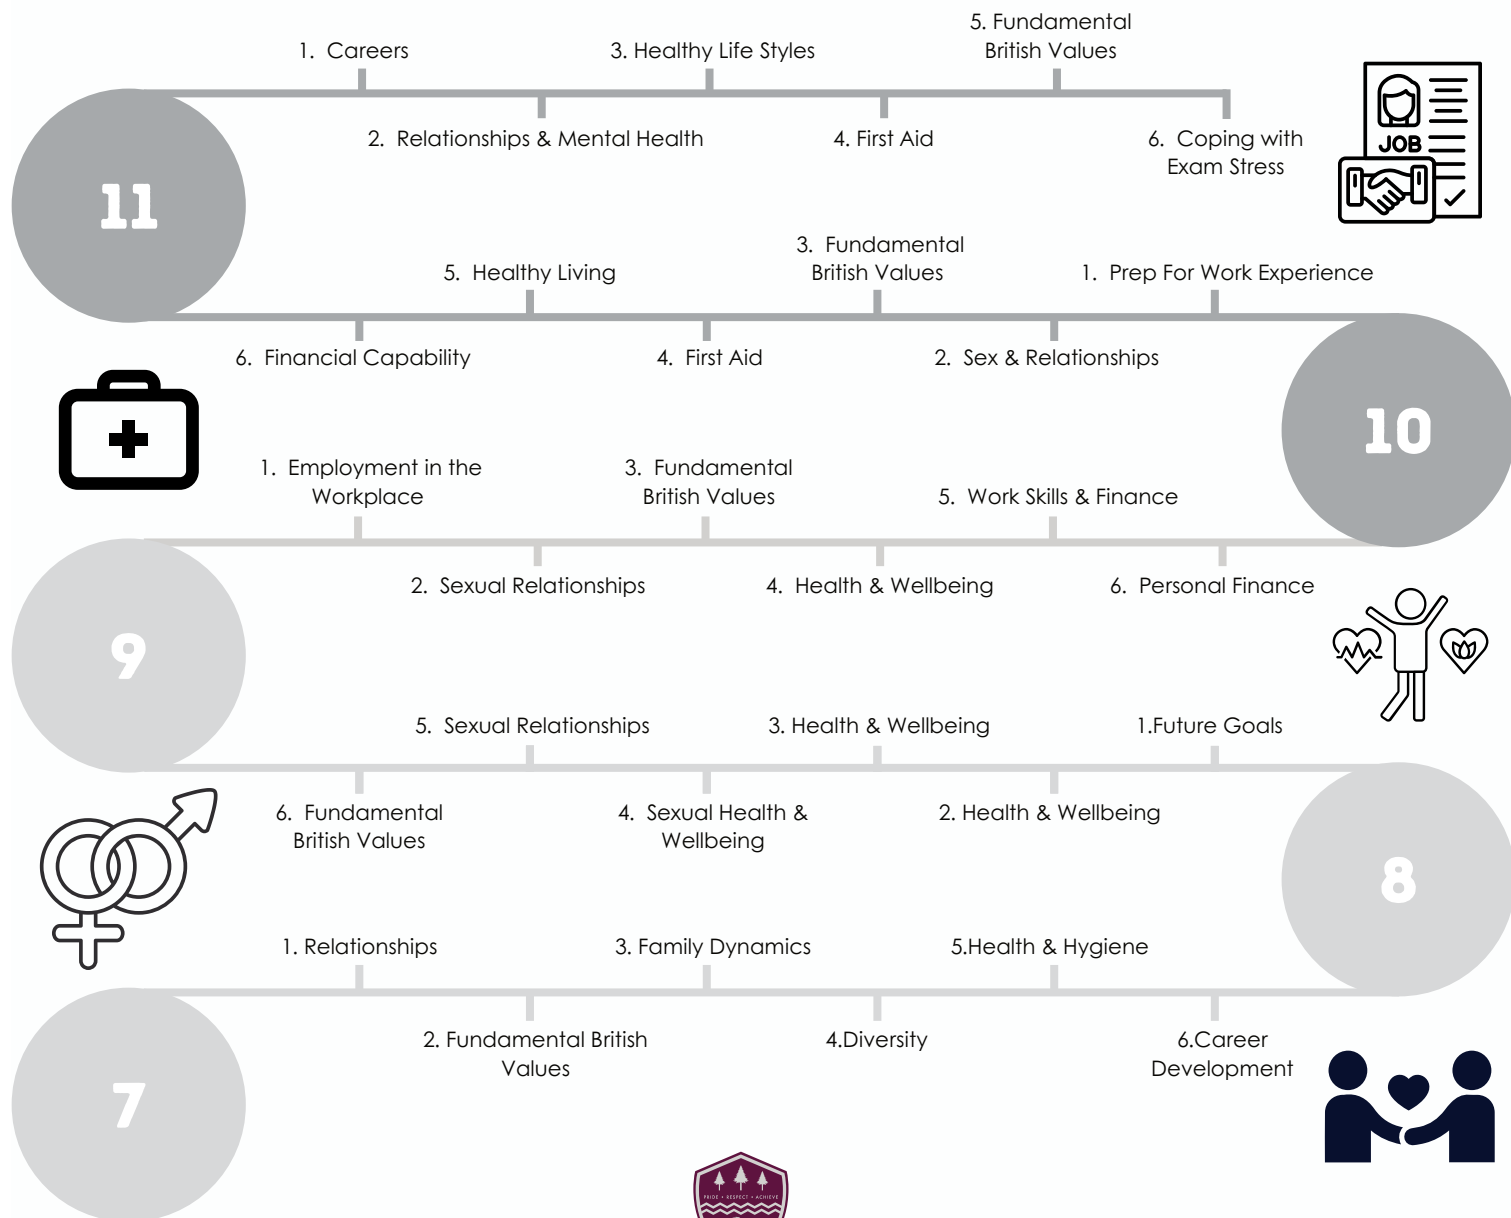 5. Fundamental
British Values
1. Careers
3. Healthy Life Styles
2. Relationships & Mental Health
4. First Aid
6. Coping with
Exam Stress
JOB
11
3. Fundamental
British Values
5. Healthy Living
1. Prep For Work Experience
6. Financial Capability
4. First Aid
2. Sex & Relationships
10
1. Employment in the
Workplace
3. Fundamental
British Values
5. Work Skills & Finance
2. Sexual Relationships
4. Health & Wellbeing
6. Personal Finance
9
5. Sexual Relationships
3. Health & Wellbeing
1.Future Goals
6. Fundamental
British Values
4. Sexual Health &
Wellbeing
2. Health & Wellbeing
8
1. Relationships
3. Family Dynamics
5.Health & Hygiene
2. Fundamental British
Values
4.Diversity
6.Career
Development
7
PRIDE • RESPECT • ACHIEVE